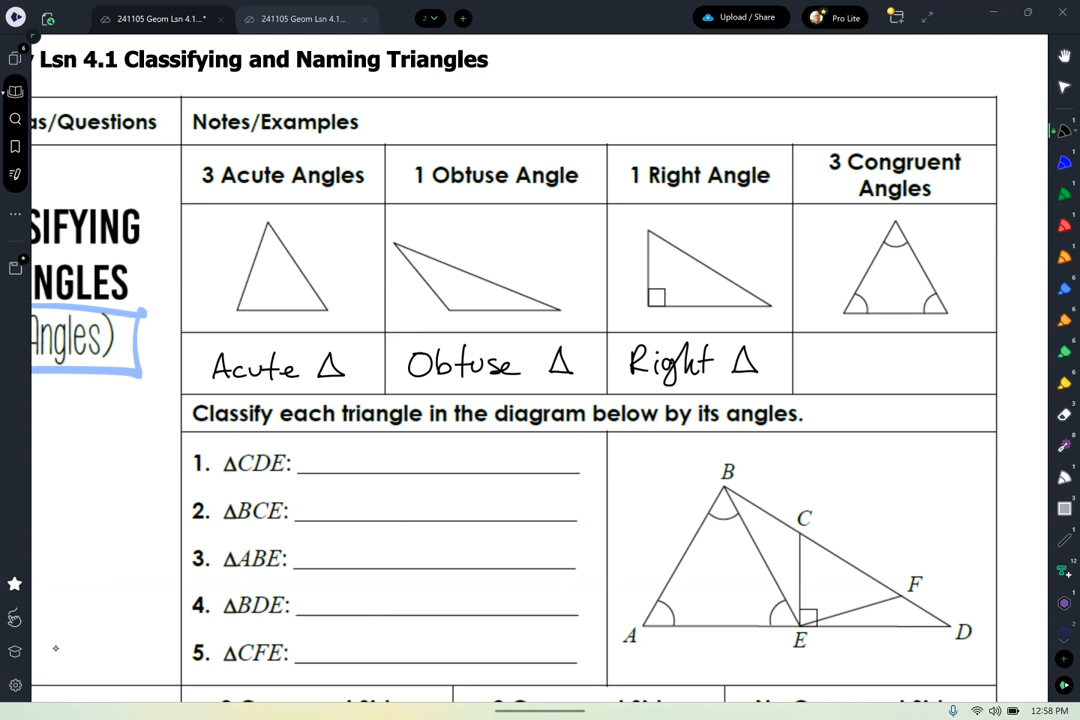 241105 Geom Lsn 4.1...*
241105 Geom Lsn 4.1...
2
Upload / Share
Pro Lite
Lsn 4.1 Classifying and Naming Triangles
as/Questions
Notes/Examples
3 Acute Angles
1 Obtuse Angle
1 Right Angle
3 Congruent
Angles
SIFYING
NGLES
Angles)
Acute Δ
Obtuse Δ
Right Δ
Classify each triangle in the diagram below by its angles.
1. ΔCDE:
2. ΔBCE:
3. ΔABE:
4. ΔBDE:
5. ΔCFE:
B
C
F
A
E
D
12:58 PM